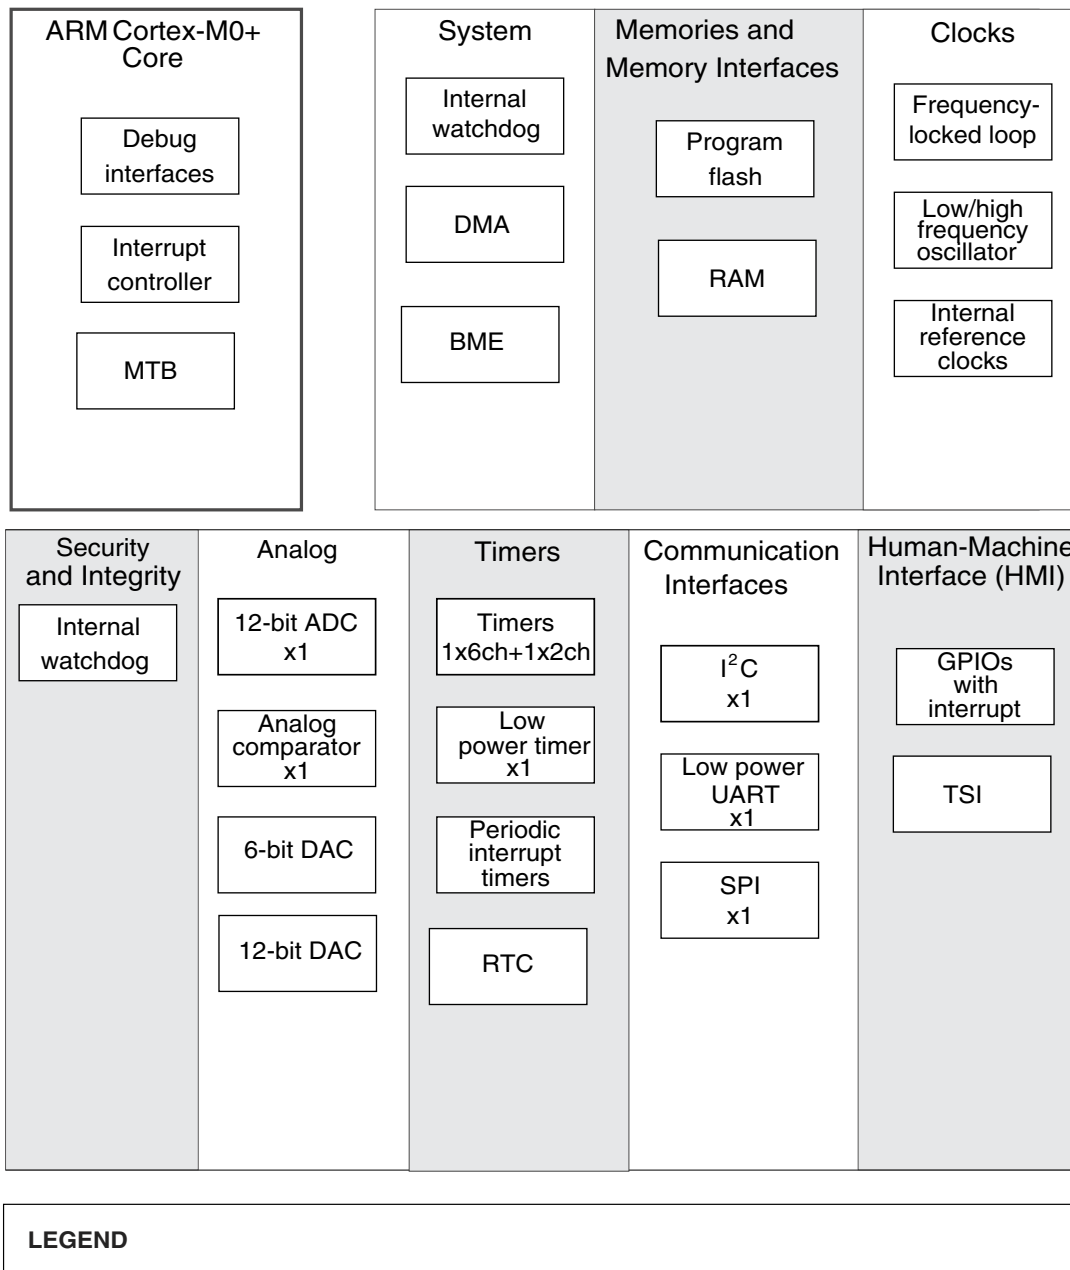 ARM Cortex-M0+
Core
Debug
interfaces
Interrupt
controller
MTB
System
Internal
watchdog
DMA
BME
Memories and
Memory Interfaces
Program
flash
RAM
Clocks
Frequency-
locked loop
Low/high
frequency
oscillator
Internal
reference
clocks
Security
and Integrity
Internal
watchdog
Analog
12-bit ADC
x1
Analog
comparator
x1
6-bit DAC
12-bit DAC
Timers
Timers
1x6ch+1x2ch
Low
power timer
x1
Periodic
interrupt
timers
RTC
Communication
Interfaces
I²C
x1
Low power
UART
x1
SPI
x1
Human-Machine
Interface (HMI)
GPIOs
with
interrupt
TSI
LEGEND